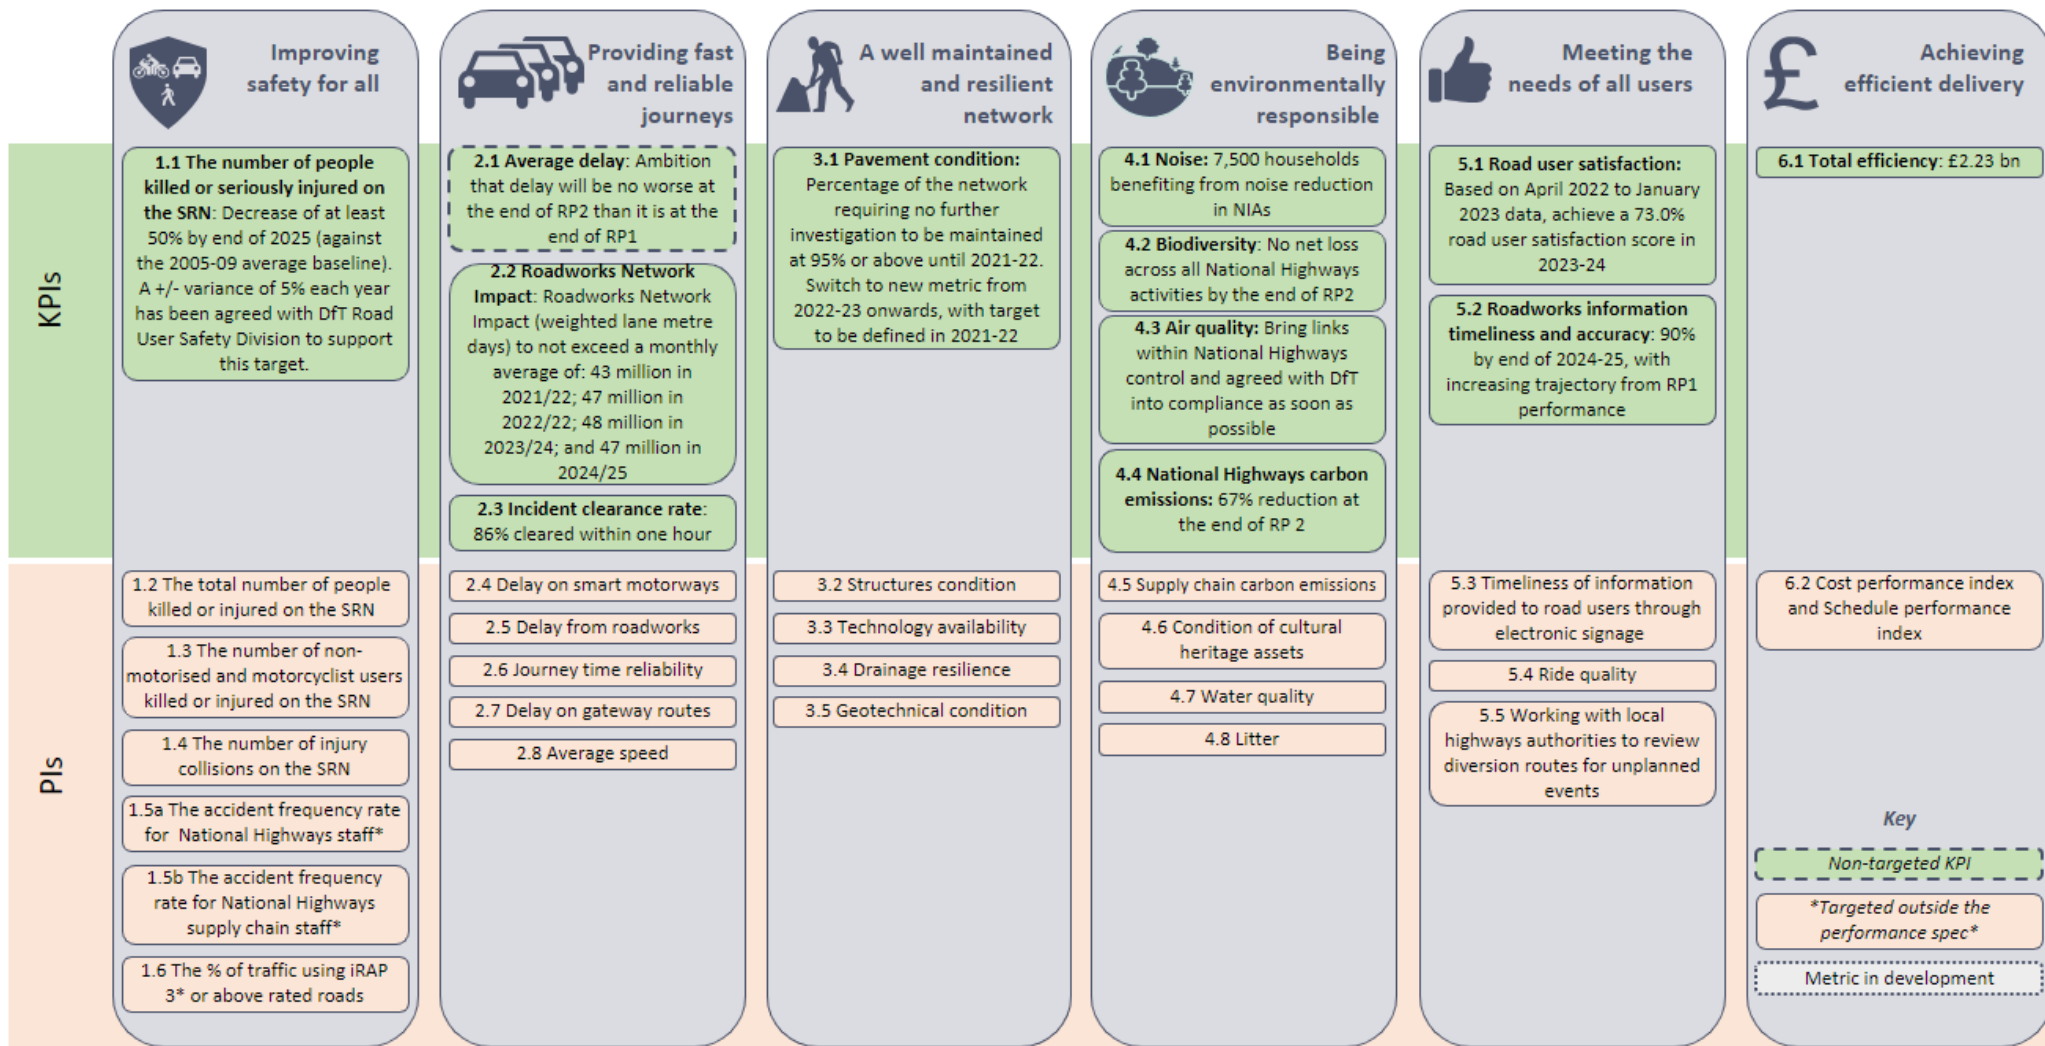 Improving
safety for all
Providing fast
and reliable
journeys
A well maintained
and resilient
network
Being
environmentally
responsible
Meeting the
needs of all users
£
Achieving
efficient delivery
KPIs
1.1 The number of people
killed or seriously injured on
the SRN: Decrease of at least
50% by end of 2025 (against
the 2005-09 average baseline).
A +/- variance of 5% each year
has been agreed with DfT Road
User Safety Division to support
this target.
2.1 Average delay: Ambition
that delay will be no worse at
the end of RP2 than it is at the
end of RP1
2.2 Roadworks Network
Impact: Roadworks Network
Impact (weighted lane metre
days) to not exceed a monthly
average of: 43 million in
2021/22; 47 million in
2022/22; 48 million in
2023/24; and 47 million in
2024/25
2.3 Incident clearance rate:
86% cleared within one hour
3.1 Pavement condition:
Percentage of the network
requiring no further
investigation to be maintained
at 95% or above until 2021-22.
Switch to new metric from
2022-23 onwards, with target
to be defined in 2021-22
4.1 Noise: 7,500 households
benefiting from noise reduction
in NIAs
4.2 Biodiversity: No net loss
across all National Highways
activities by the end of RP2
4.3 Air quality: Bring links
within National Highways
control and agreed with DfT
into compliance as soon as
possible
4.4 National Highways carbon
emissions: 67% reduction at
the end of RP 2
5.1 Road user satisfaction:
Based on April 2022 to January
2023 data, achieve a 73.0%
road user satisfaction score in
2023-24
5.2 Roadworks information
timeliness and accuracy: 90%
by end of 2024-25, with
increasing trajectory from RP1
performance
6.1 Total efficiency: £2.23 bn
PIs
1.2 The total number of people
killed or injured on the SRN
1.3 The number of non-
motorised and motorcyclist users
killed or injured on the SRN
1.4 The number of injury
collisions on the SRN
1.5a The accident frequency rate
for National Highways staff*
1.5b The accident frequency
rate for National Highways
supply chain staff*
1.6 The % of traffic using iRAP
3* or above rated roads
2.4 Delay on smart motorways
2.5 Delay from roadworks
2.6 Journey time reliability
2.7 Delay on gateway routes
2.8 Average speed
3.2 Structures condition
3.3 Technology availability
3.4 Drainage resilience
3.5 Geotechnical condition
4.5 Supply chain carbon emissions
4.6 Condition of cultural
heritage assets
4.7 Water quality
4.8 Litter
5.3 Timeliness of information
provided to road users through
electronic signage
5.4 Ride quality
5.5 Working with local
highways authorities to review
diversion routes for unplanned
events
6.2 Cost performance index
and Schedule performance
index
Key
Non-targeted KPI
*Targeted outside the
performance spec*
Metric in development